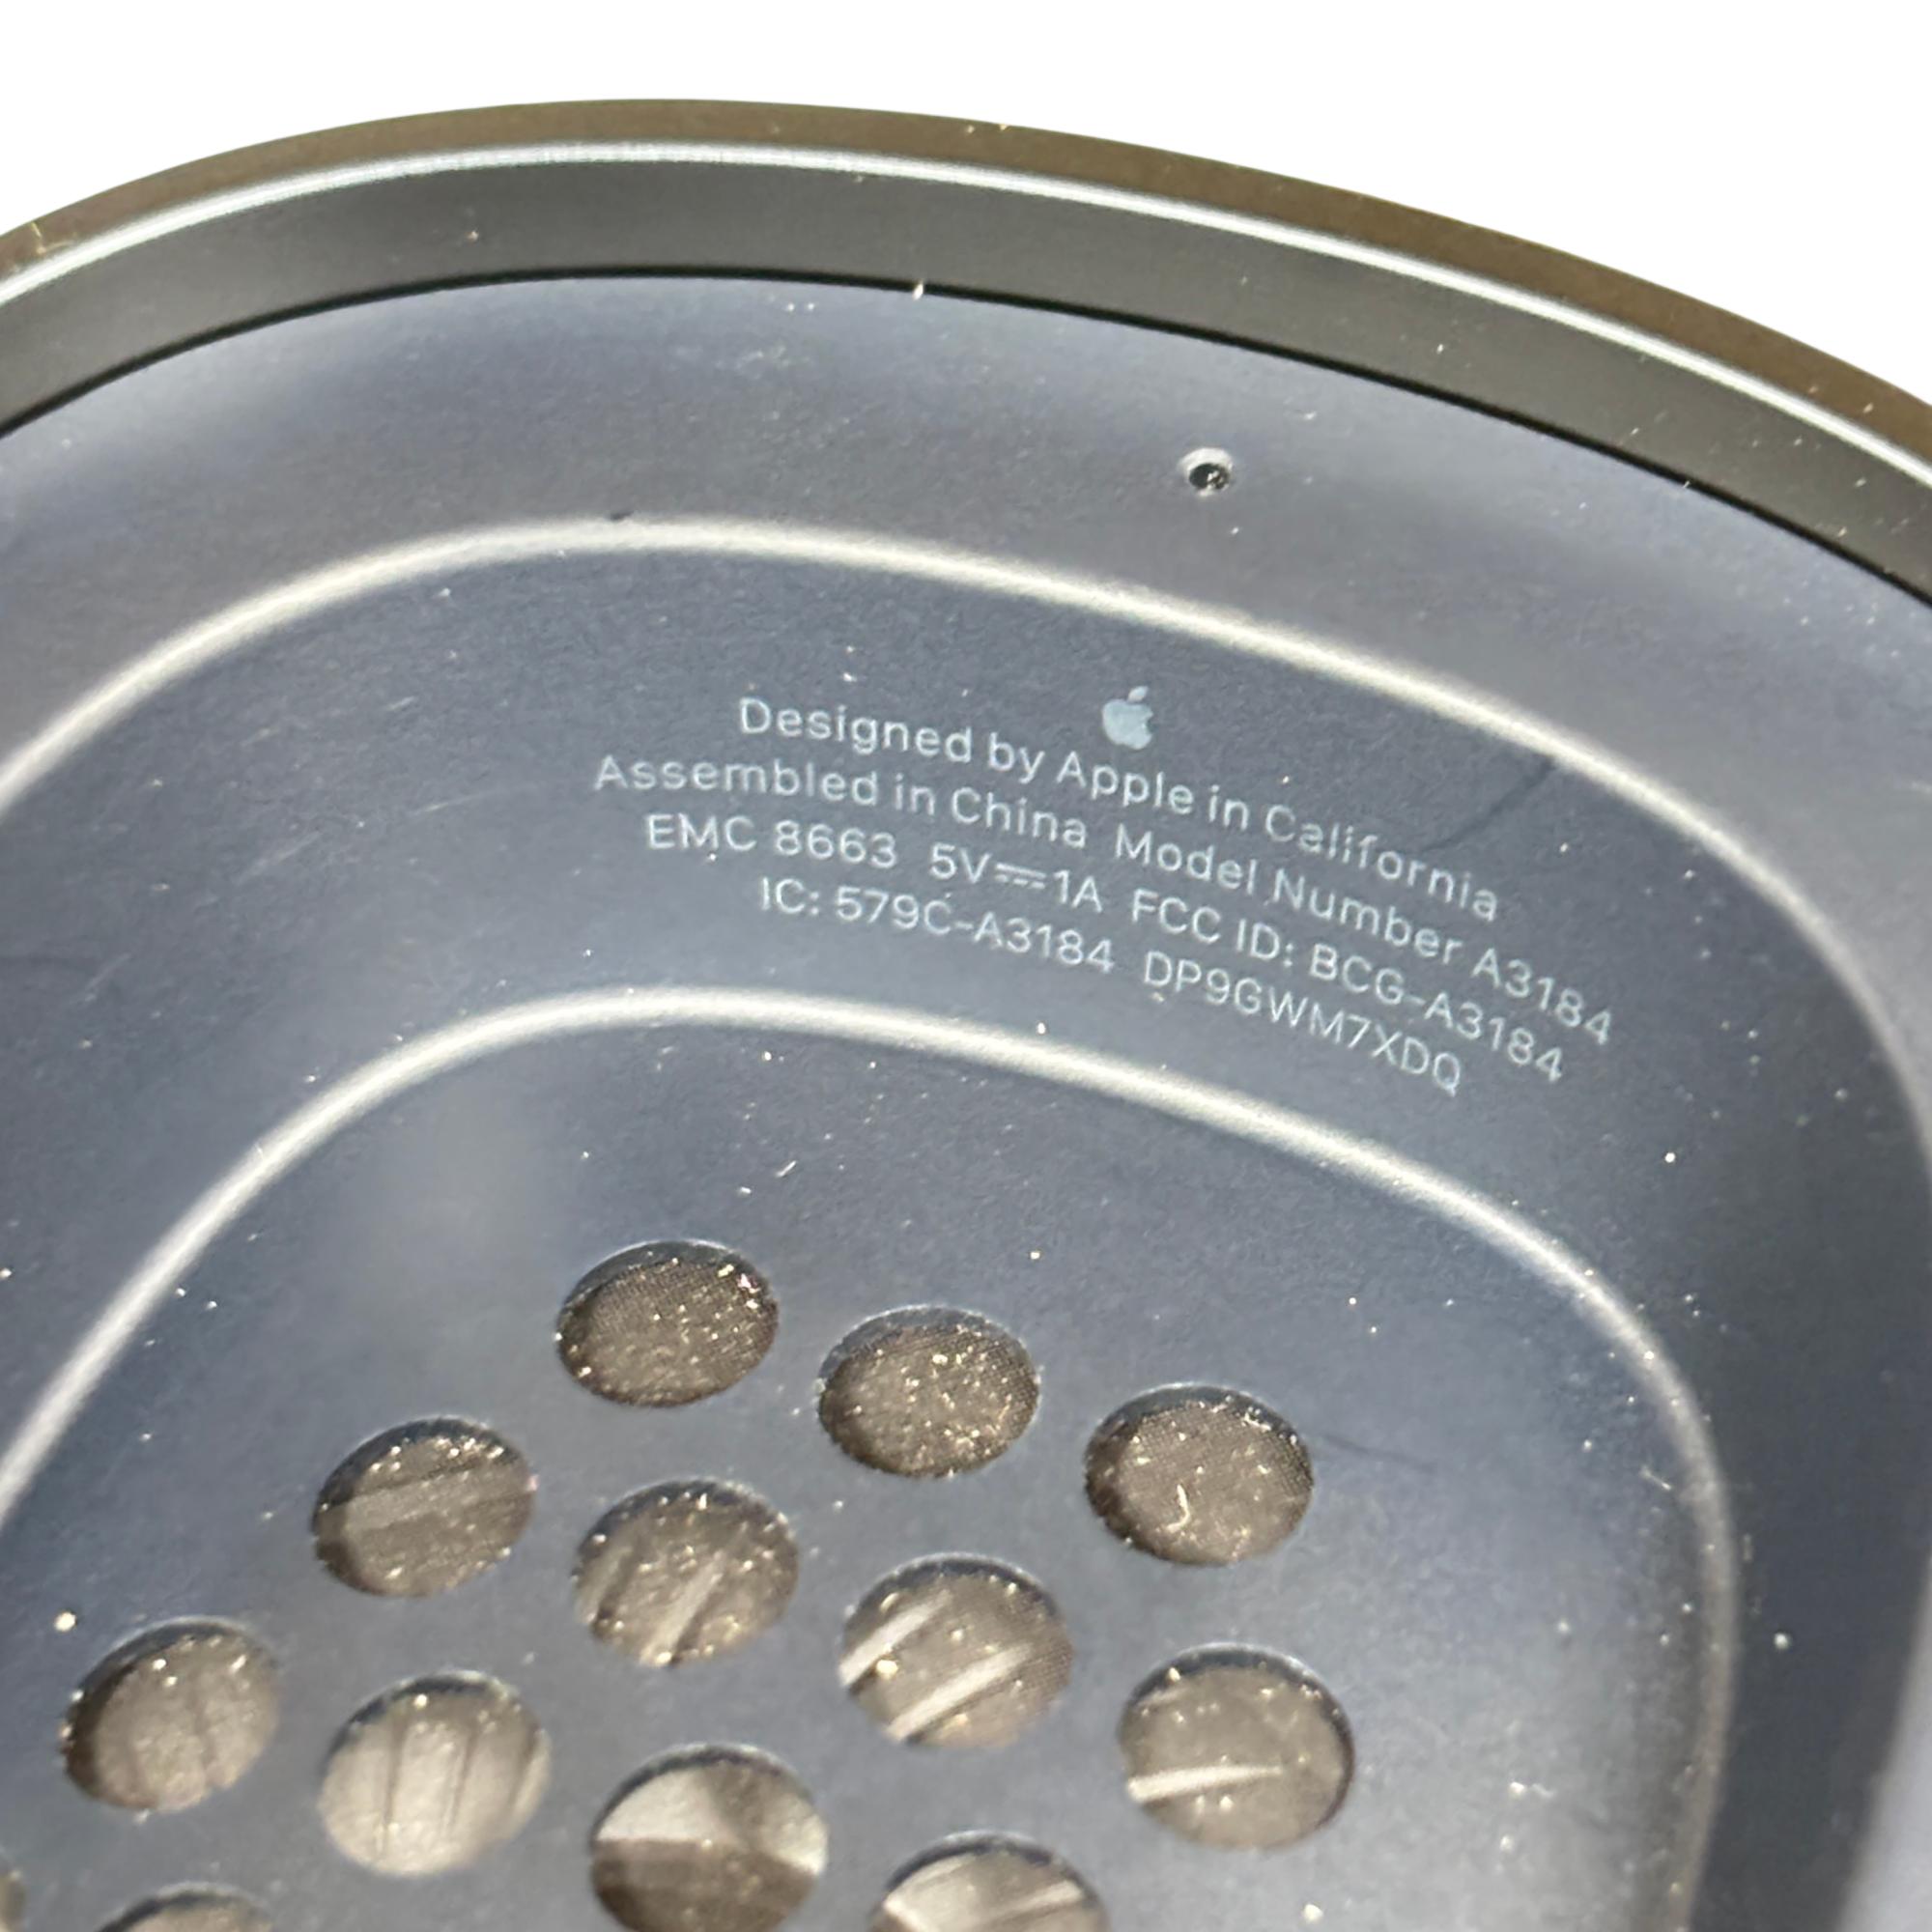 Designed by Apple in California
Assembled in China Model Number A3184
EMC 8663 5V⎓1A FCC ID: BCG-A3184
IC: 579C-A3184 DP9GWM7XDQ